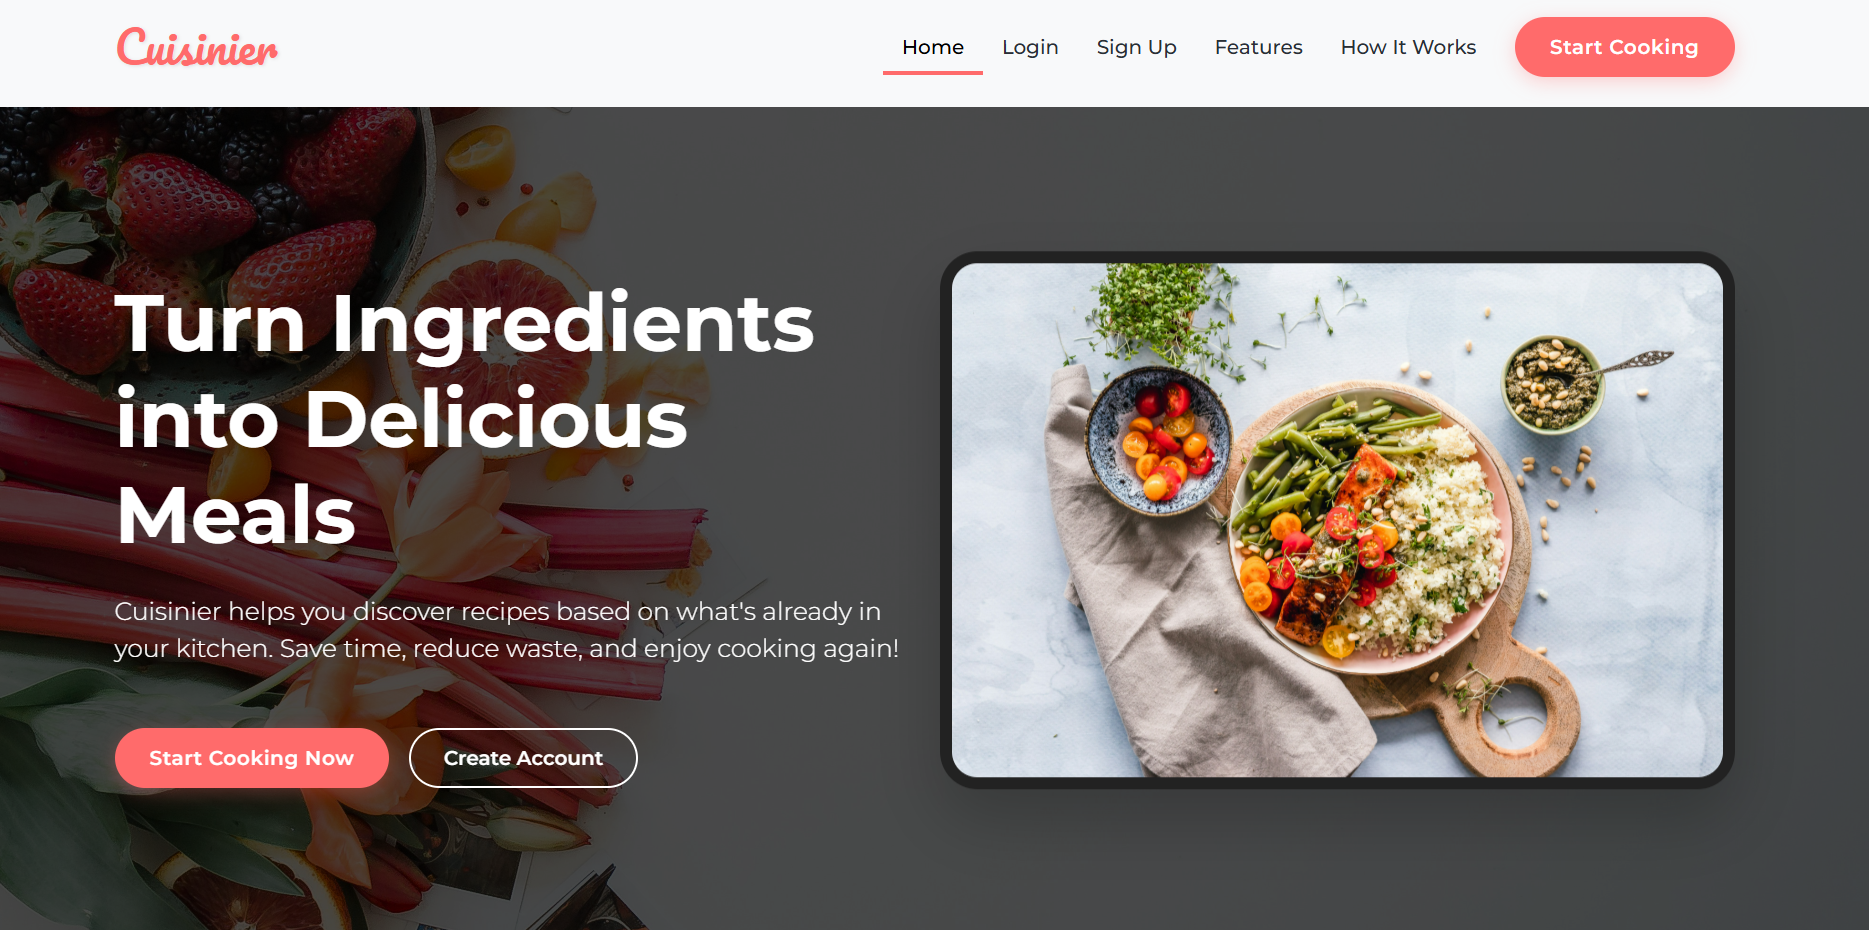 Cuisinier
Home
Login
Sign Up
Features
How It Works
Start Cooking
Turn Ingredients
into Delicious
Meals
Cuisinier helps you discover recipes based on what's already in
your kitchen. Save time, reduce waste, and enjoy cooking again!
Start Cooking Now
Create Account